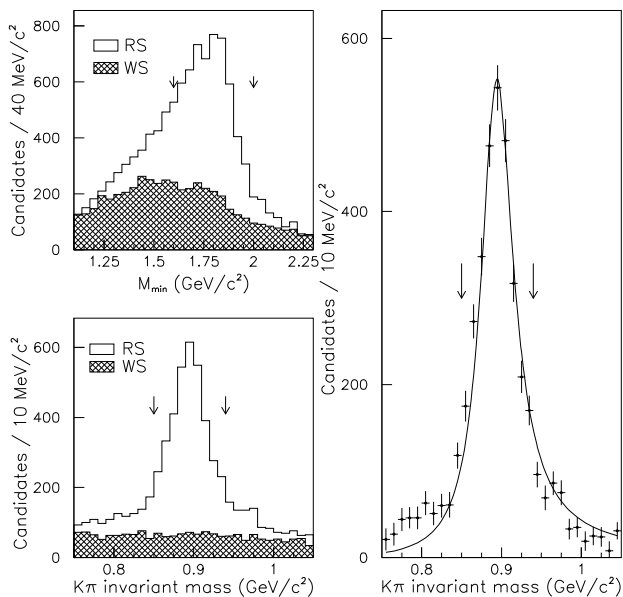 Candidates / 40 MeV/c²
800
600
400
200
0
RS
WS
1.25
1.5
1.75
2
2.25
M_min (GeV/c²)
Candidates / 10 MeV/c²
600
400
200
0
RS
WS
0.8
0.9
1
Kπ invariant mass (GeV/c²)
Candidates / 10 MeV/c²
600
400
200
0
0.8
0.9
1
Kπ invariant mass (GeV/c²)